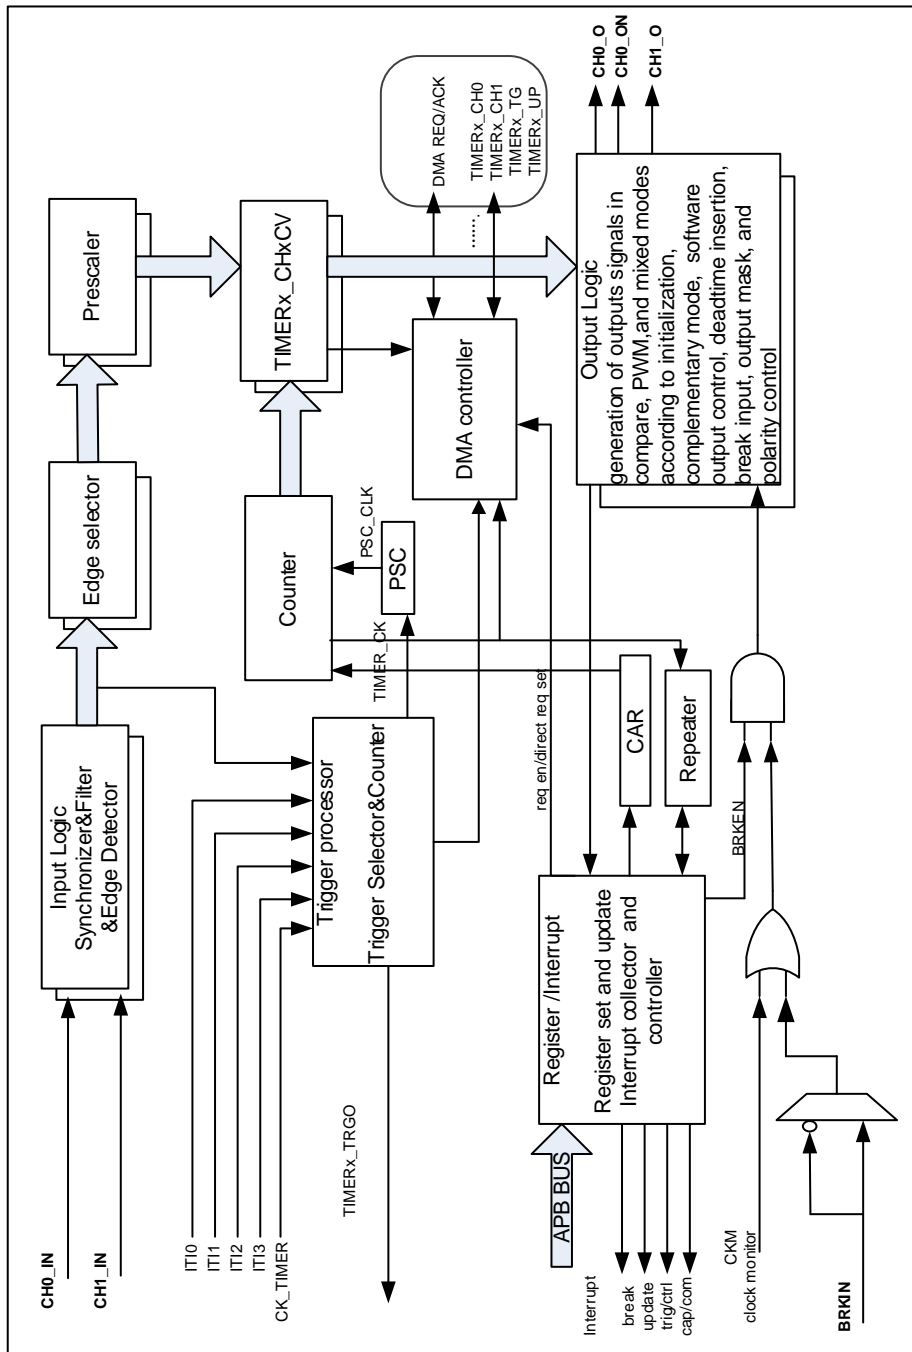 CH0_IN
CH1_IN
Input Logic
Synchronizer&Filter
&Edge Detector
Edge selector
Prescaler
TIMERx_CHxCV
Counter
PSC_CLK
PSC
TIMER_CK
ITI0
ITI1
ITI2
ITI3
CK_TIMER
Trigger processor
Trigger Selector&Counter
TIMERx_TRGO
DMA REQ/ACK
TIMERx_CH0
TIMERx_CH1
TIMERx_TG
TIMERx_UP
......
DMA controller
req en/direct req set
CH0_O
CH0_ON
CH1_O
Output Logic
generation of outputs signals in
compare, PWM,and mixed modes
according to initialization,
complementary mode, software
output control, deadtime insertion,
break input, output mask, and
polarity control
CAR
Repeater
APB BUS
Register /Interrupt
Register set and update
Interrupt collector and
controller
Interrupt
break
update
trig/ctrl
cap/com
BRKEN
CKM
clock monitor
BRKIN